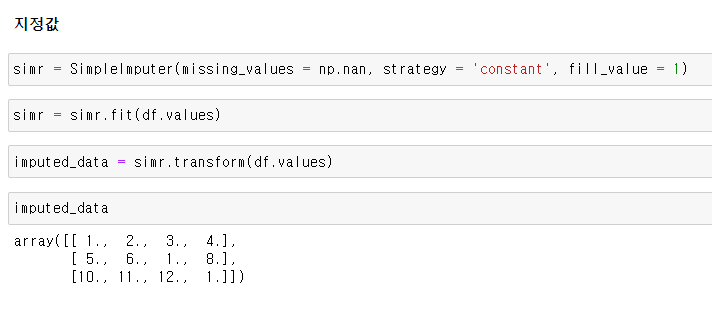 지정값
simr = SimpleImputer(missing_values = np.nan, strategy = 'constant', fill_value = 1)
simr = simr.fit(df.values)
imputed_data = simr.transform(df.values)
imputed_data
array([[ 1.,  2.,  3.,  4.],
       [ 5.,  6.,  1.,  8.],
       [10., 11., 12.,  1.]])